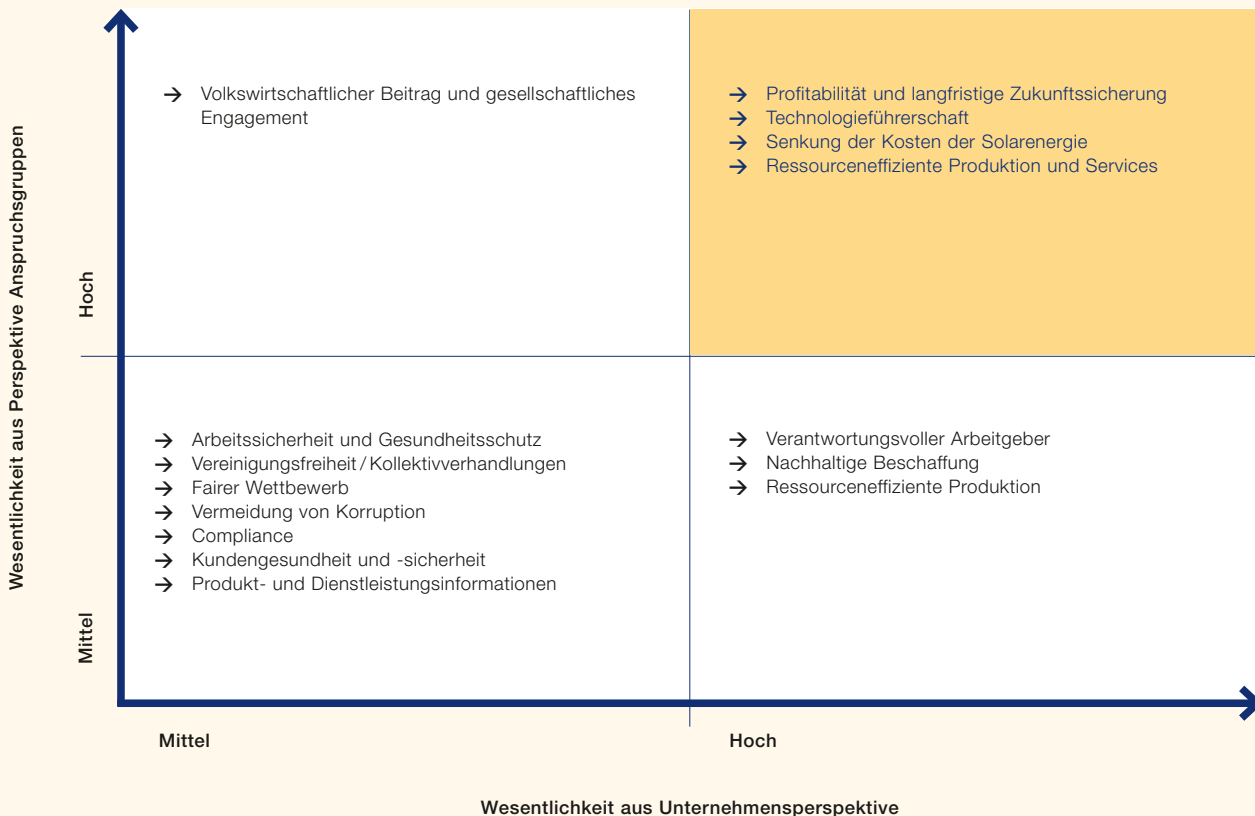 Wesentlichkeit aus Perspektive Anspruchsgruppen
Hoch
Mittel
→ Volkswirtschaftlicher Beitrag und gesellschaftliches
Engagement
→ Profitabilität und langfristige Zukunftssicherung
→ Technologieführerschaft
→ Senkung der Kosten der Solarenergie
→ Ressourceneffiziente Produktion und Services
→ Arbeitssicherheit und Gesundheitsschutz
→ Vereinigungsfreiheit / Kollektivverhandlungen
→ Fairer Wettbewerb
→ Vermeidung von Korruption
→ Compliance
→ Kundengesundheit und -sicherheit
→ Produkt- und Dienstleistungsinformationen
→ Verantwortungsvoller Arbeitgeber
→ Nachhaltige Beschaffung
→ Ressourceneffiziente Produktion
Mittel
Hoch
Wesentlichkeit aus Unternehmensperspektive